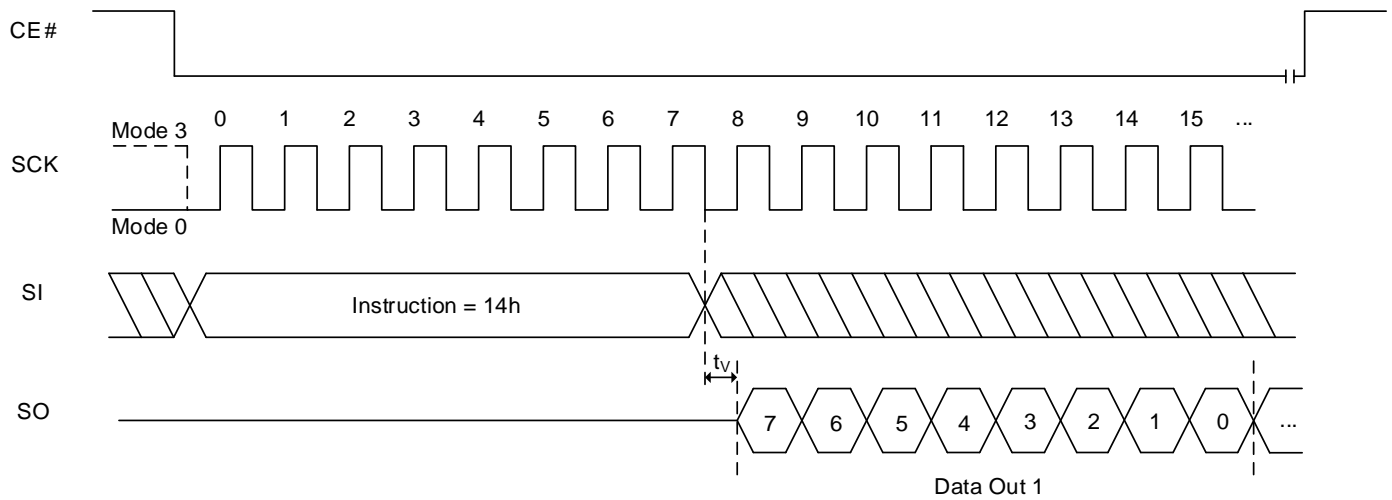 CE#
Mode 3
0 1 2 3 4 5 6 7 8 9 10 11 12 13 14 15 ...
SCK
Mode 0
SI
Instruction = 14h
tV
SO
7 6 5 4 3 2 1 0 ...
Data Out 1